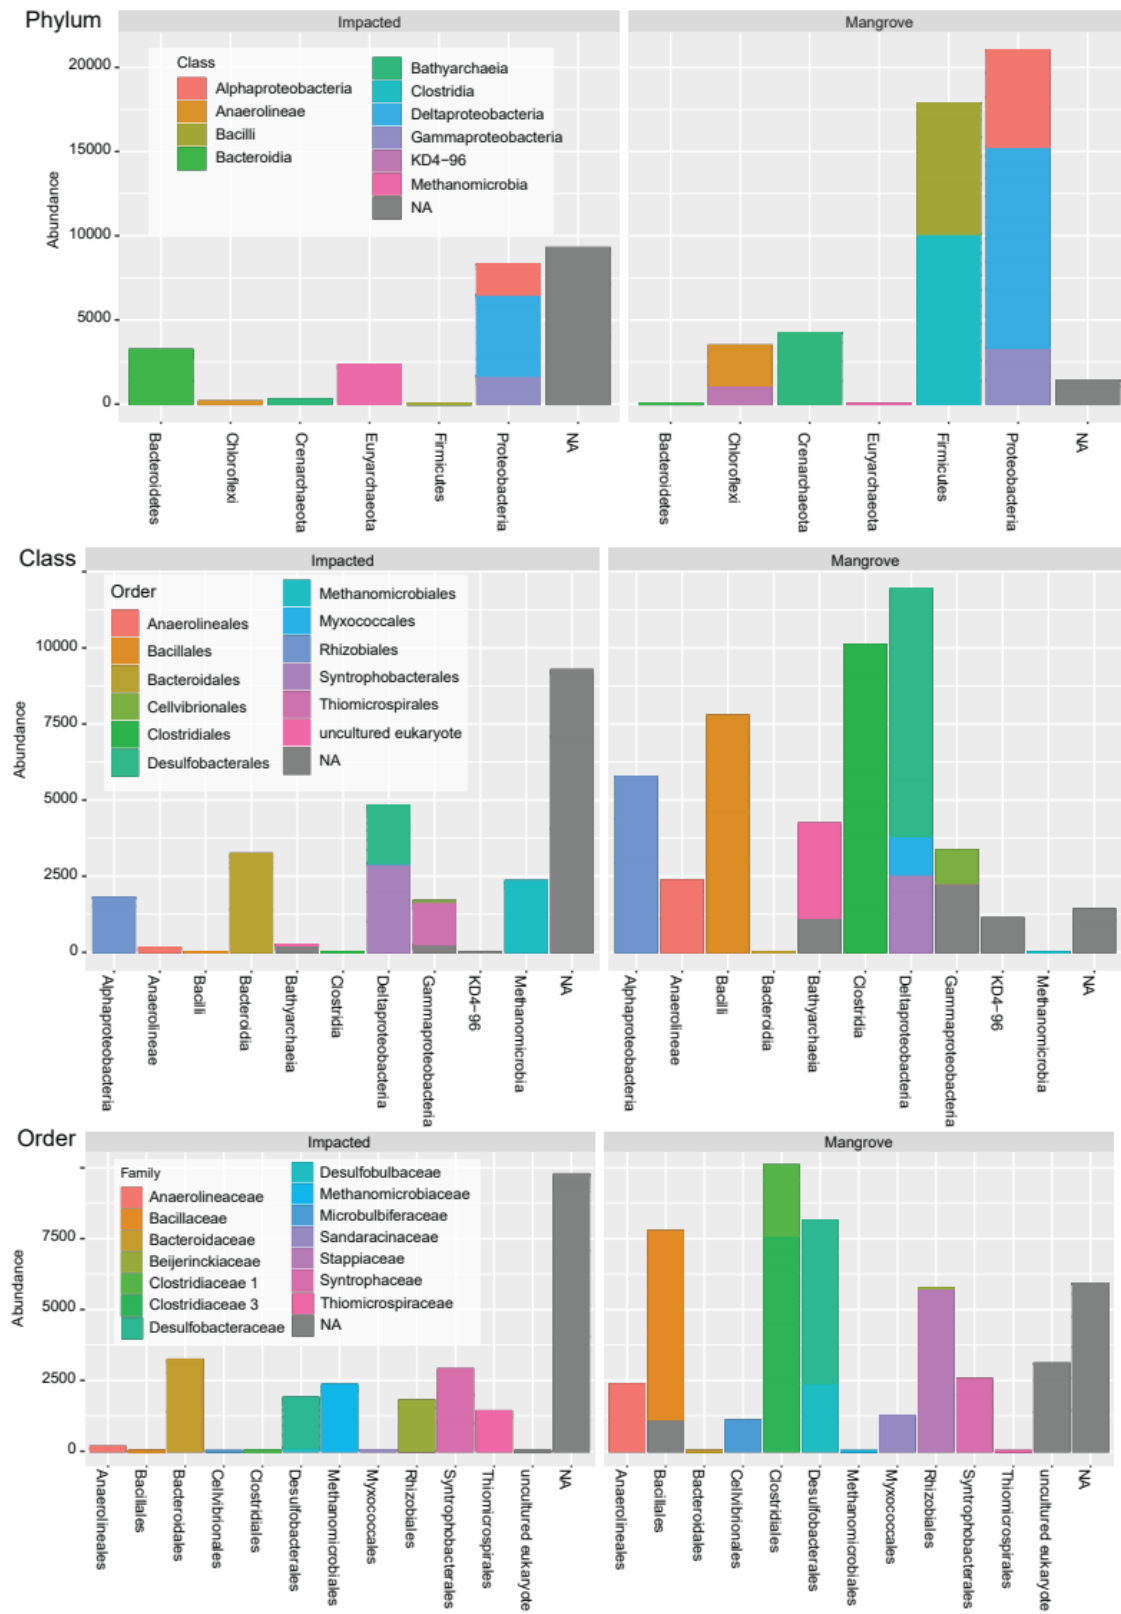 Phylum
Impacted
Mangrove
Class
Alphaproteobacteria
Anaerolineae
Bacilli
Bacteroidia
Bathyarchaeia
Clostridia
Deltaproteobacteria
Gammaproteobacteria
KD4-96
Methanomicrobia
NA
Abundance
20000
15000
10000
5000
0
Bacteroidetes
Chloroflexi
Crenarchaeota
Euryarchaeota
Firmicutes
Proteobacteria
NA
Bacteroidetes
Chloroflexi
Crenarchaeota
Euryarchaeota
Firmicutes
Proteobacteria
NA
Class
Impacted
Mangrove
Order
Anaerolineales
Bacillales
Bacteroidales
Cellvibrionales
Clostridiales
Desulfobacterales
Methanomicrobiales
Myxococcales
Rhizobiales
Syntrophobacterales
Thiomicrospirales
uncultured eukaryote
NA
Abundance
10000
7500
5000
2500
0
Alphaproteobacteria
Anaerolineae
Bacilli
Bacteroidia
Bathyarchaeia
Clostridia
Deltaproteobacteria
Gammaproteobacteria
KD4-96
Methanomicrobia
NA
Alphaproteobacteria
Anaerolineae
Bacilli
Bacteroidia
Bathyarchaeia
Clostridia
Deltaproteobacteria
Gammaproteobacteria
KD4-96
Methanomicrobia
NA
Order
Impacted
Mangrove
Family
Anaerolineaceae
Bacillaceae
Bacteroidaceae
Beijerinckiaceae
Clostridiaceae 1
Clostridiaceae 3
Desulfobacteraceae
Desulfobulbaceae
Methanomicrobiaceae
Microbulbiferaceae
Sandaracinaceae
Stappiaceae
Syntrophaceae
Thiomicrospiraceae
NA
Abundance
7500
5000
2500
0
Anaerolineales
Bacillales
Bacteroidales
Cellvibrionales
Clostridiales
Desulfobacterales
Methanomicrobiales
Myxococcales
Rhizobiales
Syntrophobacterales
Thiomicrospirales
uncultured eukaryote
NA
Anaerolineales
Bacillales
Bacteroidales
Cellvibrionales
Clostridiales
Desulfobacterales
Methanomicrobiales
Myxococcales
Rhizobiales
Syntrophobacterales
Thiomicrospirales
uncultured eukaryote
NA